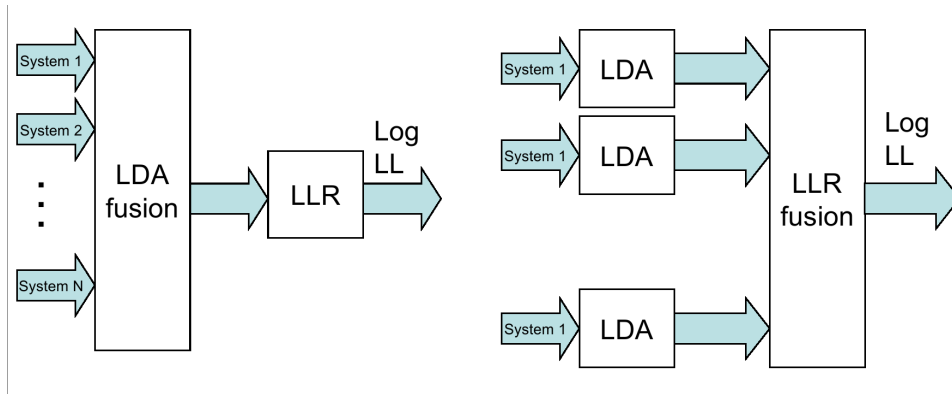 System 1
System 2
System N
LDA
fusion
LLR
Log
LL
System 1
LDA
System 1
LDA
System 1
LDA
LLR
fusion
Log
LL